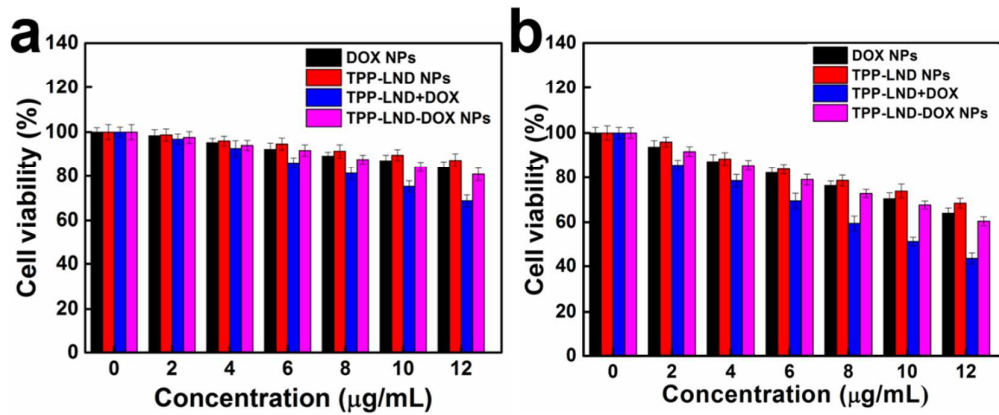 a
140
120
100
80
60
40
20
0
Cell viability (%)
DOX NPs
TPP-LND NPs
TPP-LND+DOX
TPP-LND-DOX NPs
0 2 4 6 8 10 12
Concentration (μg/mL)
b
140
120
100
80
60
40
20
0
Cell viability (%)
DOX NPs
TPP-LND NPs
TPP-LND+DOX
TPP-LND-DOX NPs
0 2 4 6 8 10 12
Concentration (μg/mL)